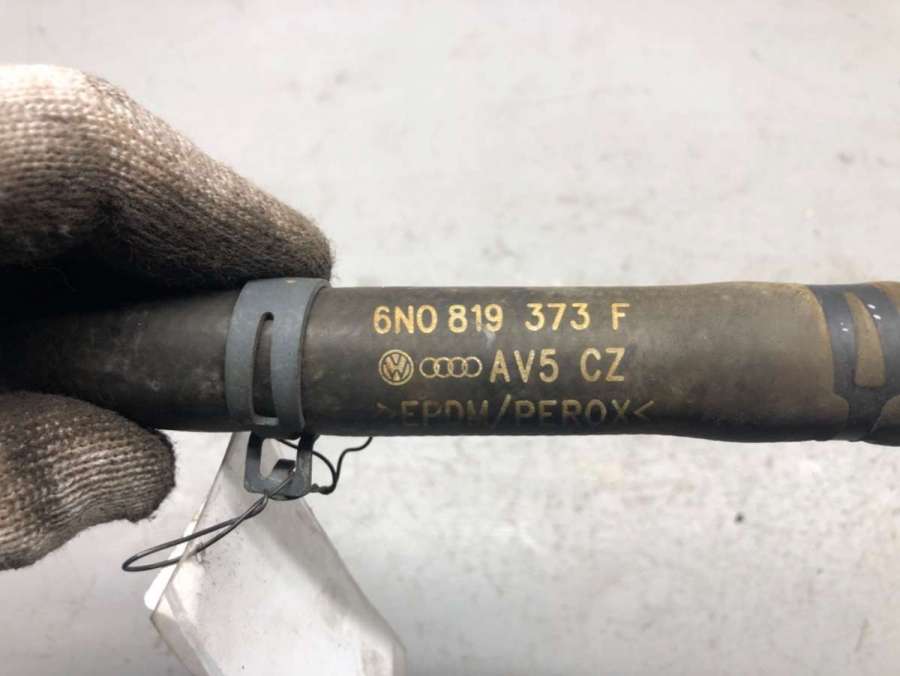 6N0 819 373 F
AV5 CZ
>EPDM/PEROX<